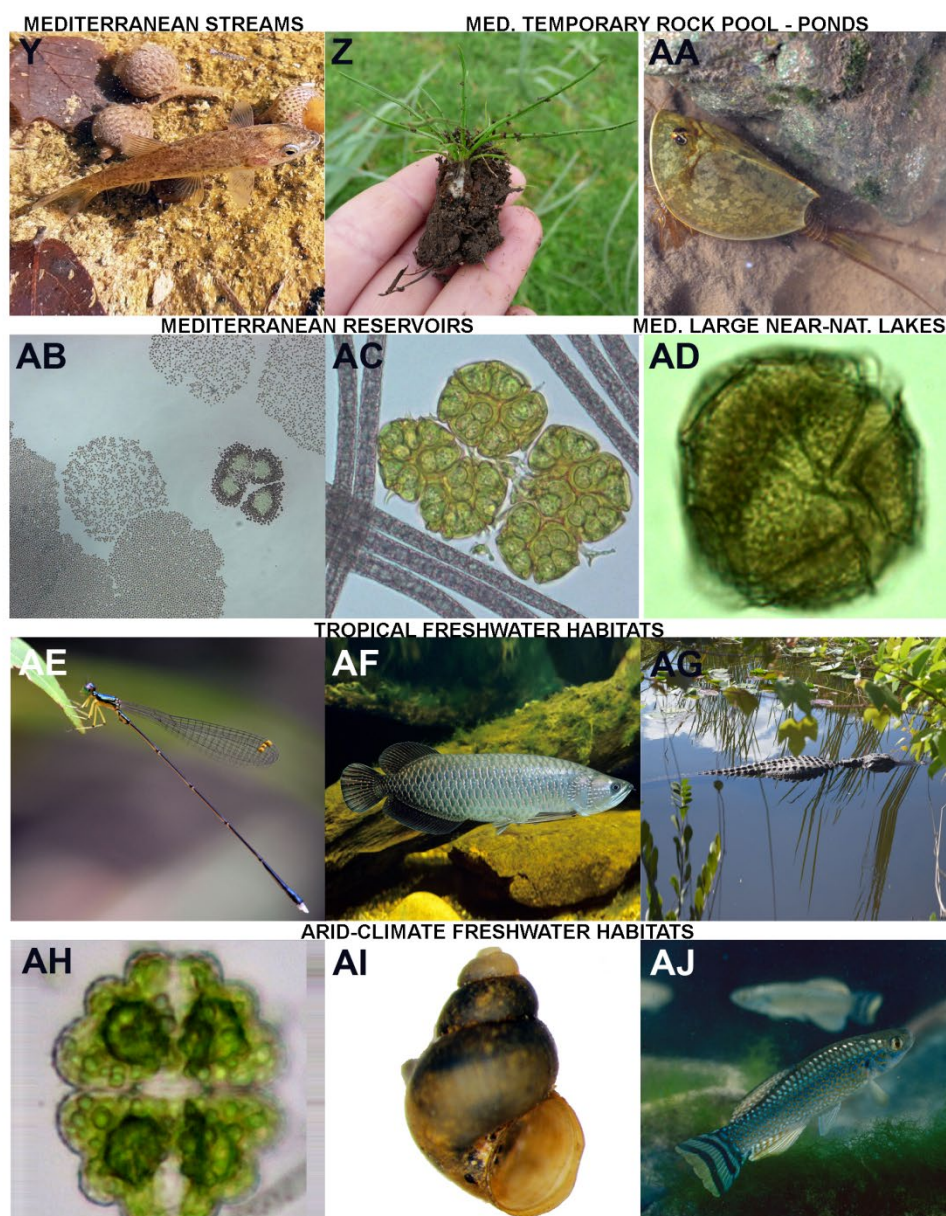 MEDITERRANEAN STREAMS MED. TEMPORARY ROCK POOL - PONDS
Y Z AA
MEDITERRANEAN RESERVOIRS MED. LARGE NEAR-NAT. LAKES
AB AC AD
TROPICAL FRESHWATER HABITATS
AE AF AG
ARID-CLIMATE FRESHWATER HABITATS
AH AI AJ